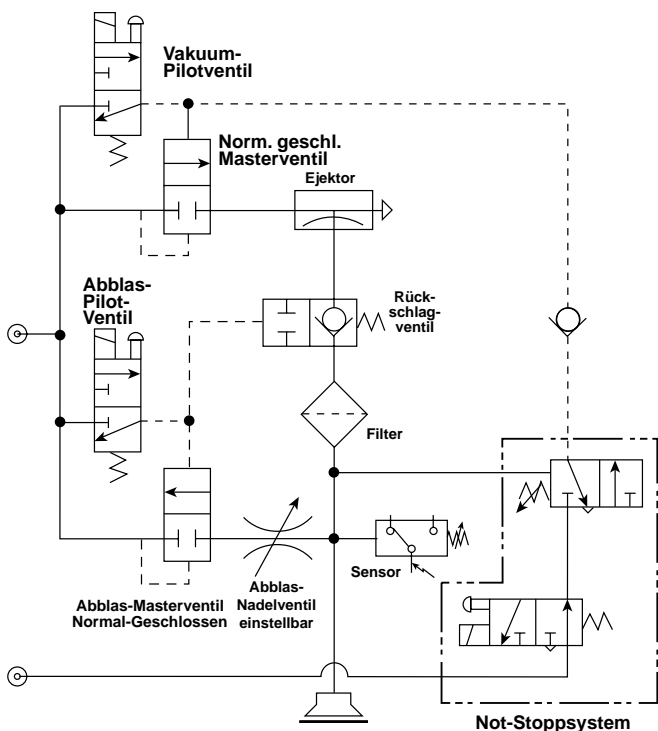 Vakuum-
Pilotventil
Norm. geschl.
Masterventil
Ejektor
Abblas-
Pilot-
Ventil
Rück-
schlag-
ventil
Filter
Sensor
Abblas-Masterventil
Normal-Geschlossen
Abblas-
Nadelventil
einstellbar
Not-Stoppsystem